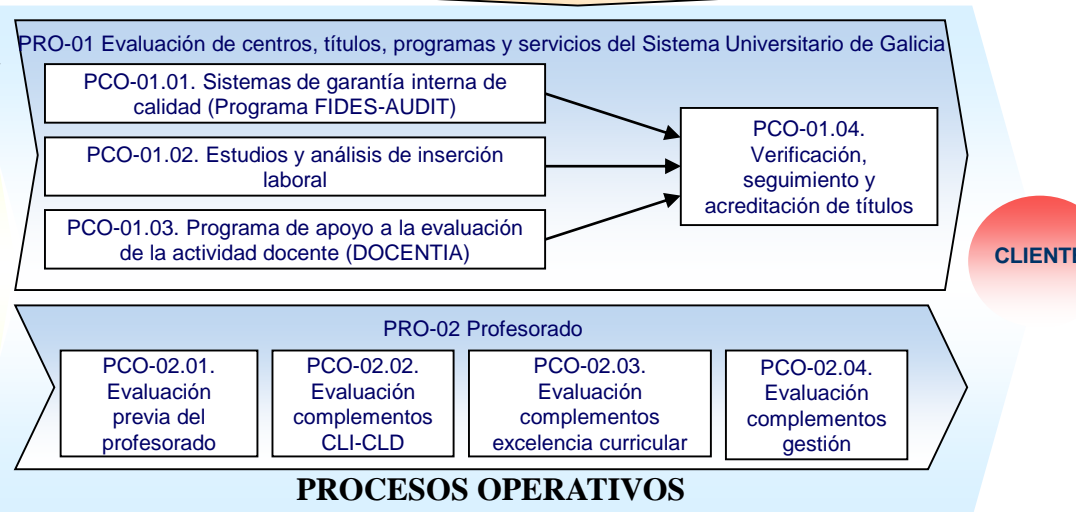 PRO-01 Evaluación de centros, títulos, programas y servicios del Sistema Universitario de Galicia
PCO-01.01. Sistemas de garantía interna de
calidad (Programa FIDES-AUDIT)
PCO-01.02. Estudios y análisis de inserción
laboral
PCO-01.03. Programa de apoyo a la evaluación
de la actividad docente (DOCENTIA)
PCO-01.04.
Verificación,
seguimiento y
acreditación de títulos
CLIENTE
PRO-02 Profesorado
PCO-02.01.
Evaluación
previa del
profesorado
PCO-02.02.
Evaluación
complementos
CLI-CLD
PCO-02.03.
Evaluación
complementos
excelencia curricular
PCO-02.04.
Evaluación
complementos
gestión
PROCESOS OPERATIVOS